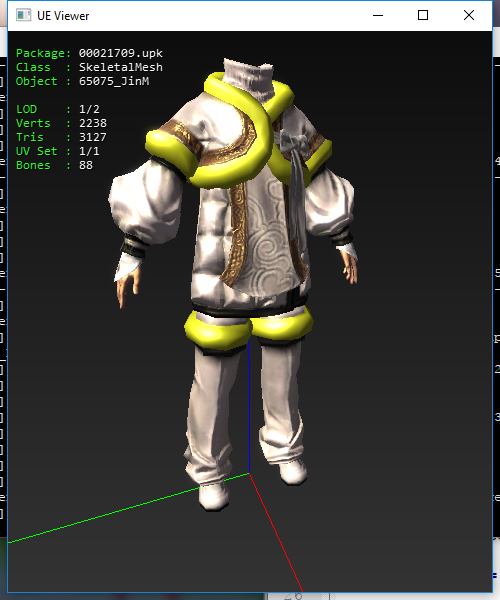 UE Viewer
Package: 00021709.upk
Class  : SkeletalMesh
Object : 65075_JinM
LOD    : 1/2
Verts  : 2238
Tris   : 3127
UV Set : 1/1
Bones  : 88